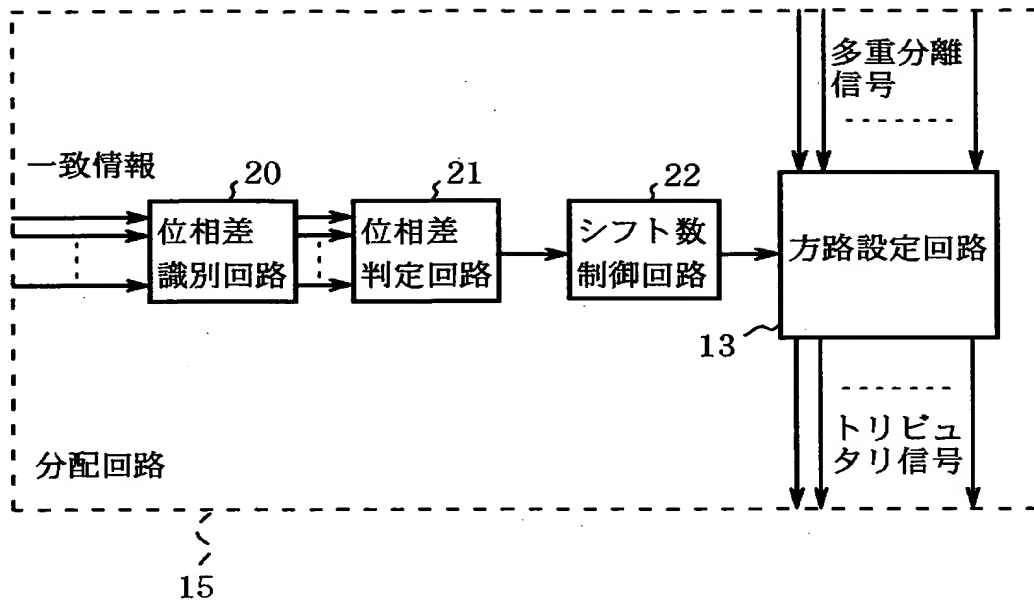 多重分離
信号
一致情報
20
21
22
位相差
識別回路
位相差
判定回路
シフト数
制御回路
方路設定回路
13
トリビュ
タリ信号
分配回路
15